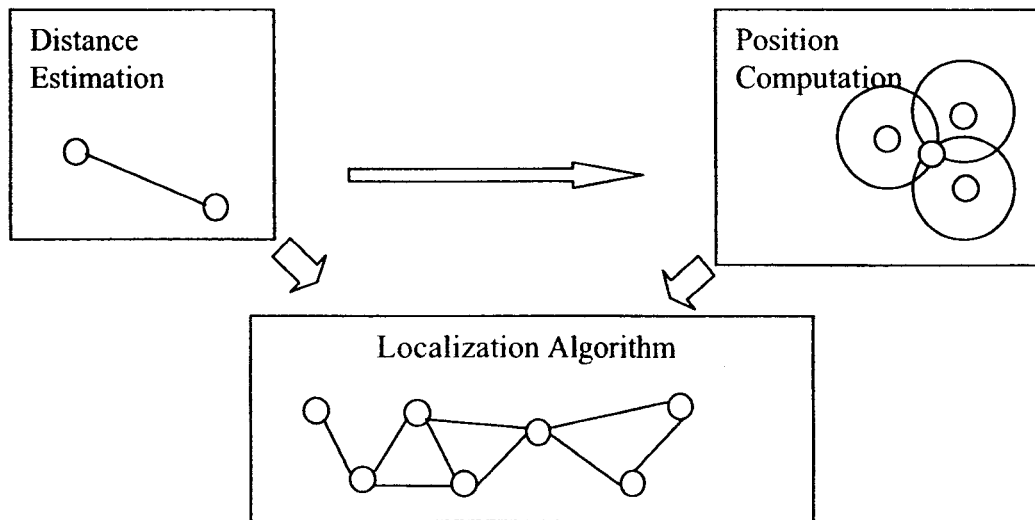 Distance
Estimation
Position
Computation
Localization Algorithm